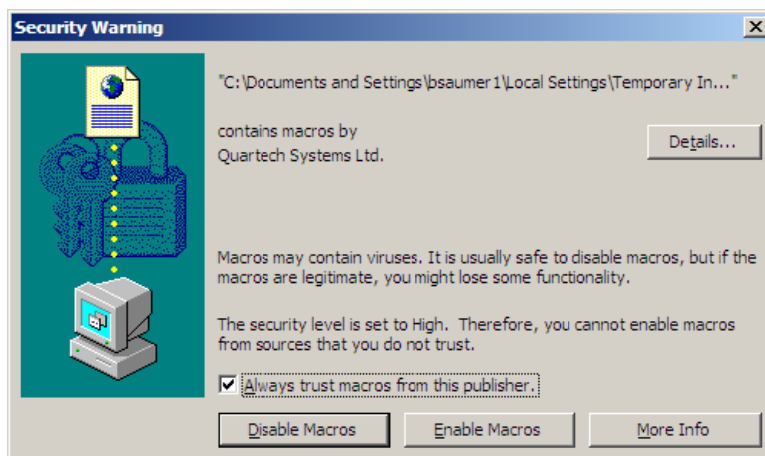 Security Warning
"C:\Documents and Settings\bsaumer1\Local Settings\Temporary In..."
contains macros by
Quartech Systems Ltd.
Details...
Macros may contain viruses. It is usually safe to disable macros, but if the
macros are legitimate, you might lose some functionality.
The security level is set to High.  Therefore, you cannot enable macros
from sources that you do not trust.
Always trust macros from this publisher.
Disable Macros
Enable Macros
More Info